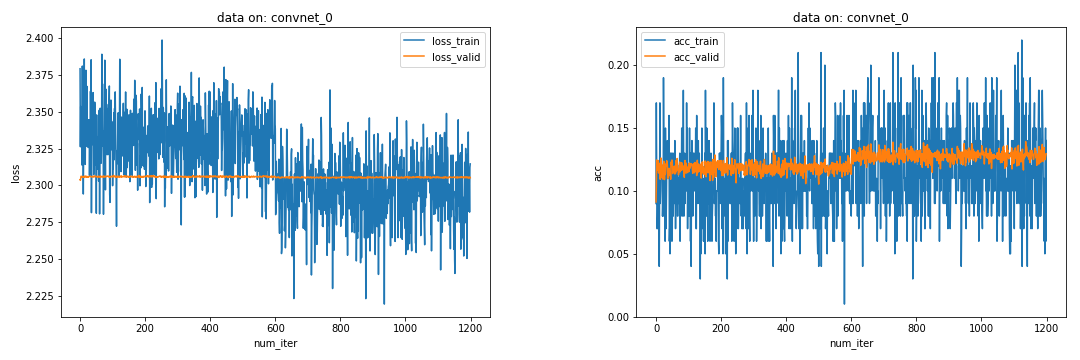 data on: convnet_0
loss
2.400
2.375
2.350
2.325
2.300
2.275
2.250
2.225
loss_train
loss_valid
0 200 400 600 800 1000 1200
num_iter
data on: convnet_0
acc
0.20
0.15
0.10
0.05
0.00
acc_train
acc_valid
0 200 400 600 800 1000 1200
num_iter